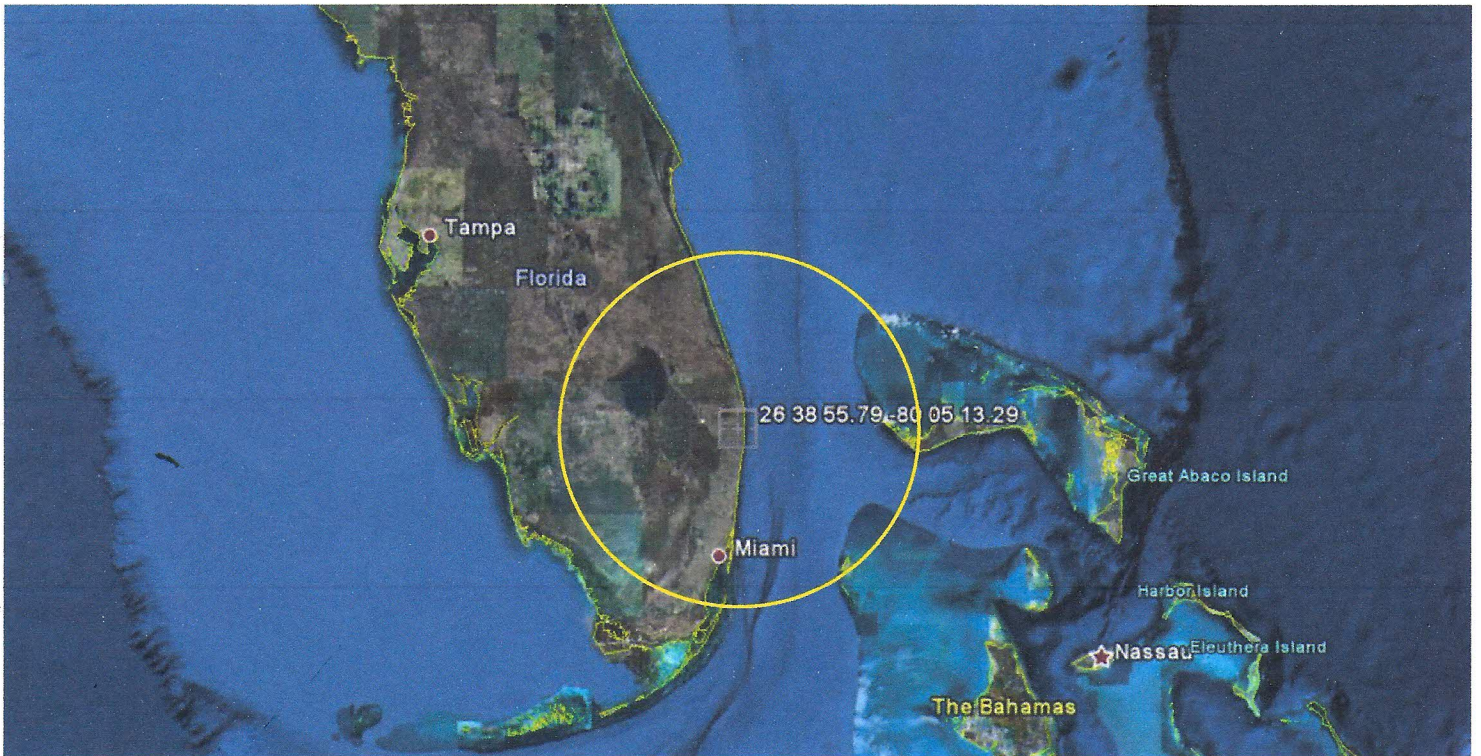 Tampa
Florida
26 38 55.79,-80 05 13.29
Great Abaco Island
Miami
Harbor Island
Nassau
Eleuthera Island
The Bahamas